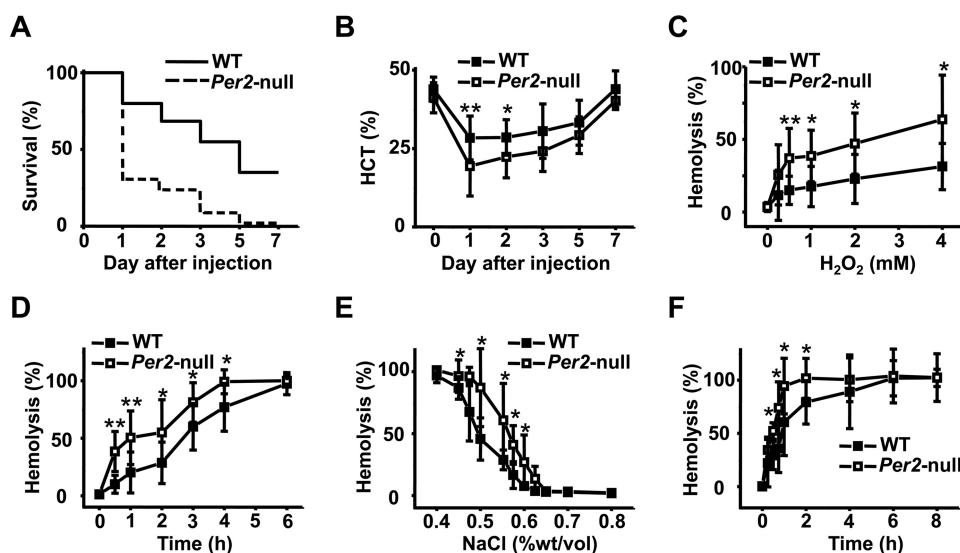 A
WT
Per2-null
Survival (%)
100
50
0
0 1 2 3 5 7
Day after injection
B
WT
Per2-null
HCT (%)
50
25
0
** *
0 1 2 3 5 7
Day after injection
C
WT
Per2-null
Hemolysis (%)
100
50
0
** * * *
0 1 2 3 4
H2O2 (mM)
D
WT
Per2-null
Hemolysis (%)
100
50
0
** ** * * *
0 1 2 3 4 6
Time (h)
E
WT
Per2-null
Hemolysis (%)
100
50
0
* * * * *
0.4 0.5 0.6 0.7 0.8
NaCl (%wt/vol)
F
Hemolysis (%)
100
50
0
* * * *
WT
Per2-null
0 2 4 6 8
Time (h)